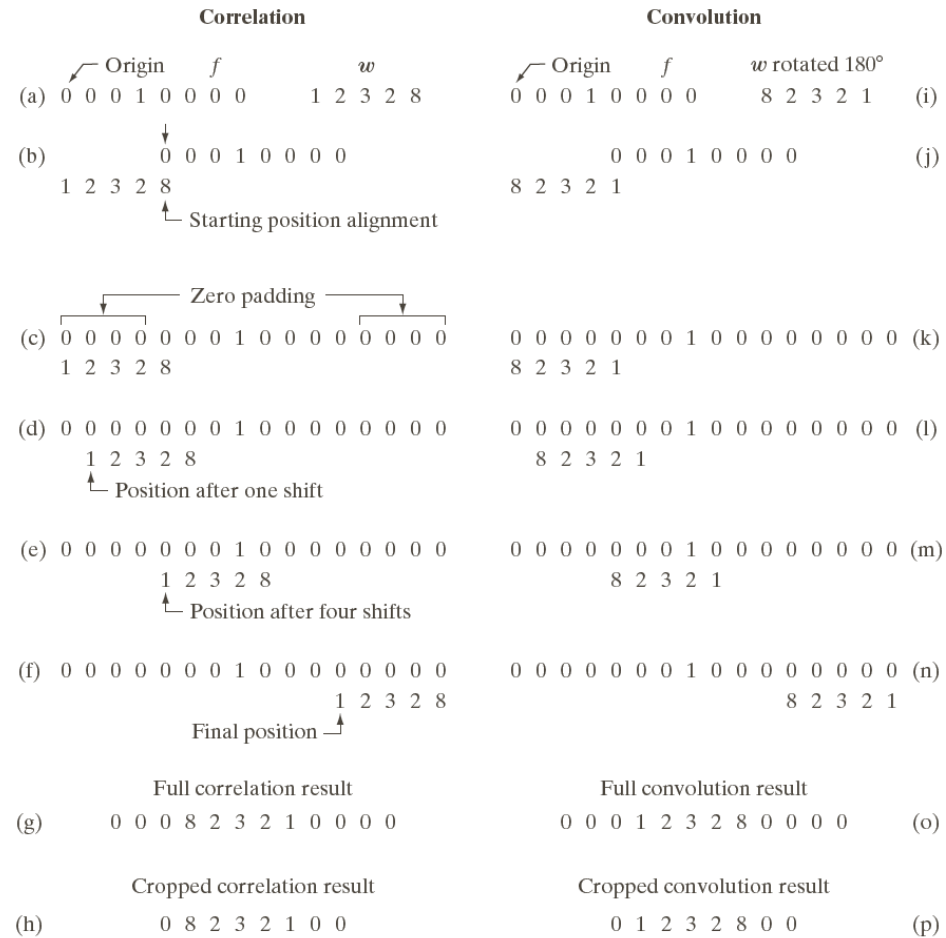 Correlation Convolution
Origin f w Origin f w rotated 180°
(a) 0 0 0 1 0 0 0 0 1 2 3 2 8 0 0 0 1 0 0 0 0 8 2 3 2 1 (i)
(b) 0 0 0 1 0 0 0 0 0 0 0 1 0 0 0 0 (j)
1 2 3 2 8 8 2 3 2 1
Starting position alignment
Zero padding
(c) 0 0 0 0 0 0 0 1 0 0 0 0 0 0 0 0 0 0 0 0 0 0 0 1 0 0 0 0 0 0 0 0 (k)
1 2 3 2 8 8 2 3 2 1
(d) 0 0 0 0 0 0 0 1 0 0 0 0 0 0 0 0 0 0 0 0 0 0 0 1 0 0 0 0 0 0 0 0 (l)
1 2 3 2 8 8 2 3 2 1
Position after one shift
(e) 0 0 0 0 0 0 0 1 0 0 0 0 0 0 0 0 0 0 0 0 0 0 0 1 0 0 0 0 0 0 0 0 (m)
1 2 3 2 8 8 2 3 2 1
Position after four shifts
(f) 0 0 0 0 0 0 0 1 0 0 0 0 0 0 0 0 0 0 0 0 0 0 0 1 0 0 0 0 0 0 0 0 (n)
1 2 3 2 8 8 2 3 2 1
Final position
Full correlation result Full convolution result
(g) 0 0 0 8 2 3 2 1 0 0 0 0 0 0 0 1 2 3 2 8 0 0 0 0 (o)
Cropped correlation result Cropped convolution result
(h) 0 8 2 3 2 1 0 0 0 1 2 3 2 8 0 0 (p)